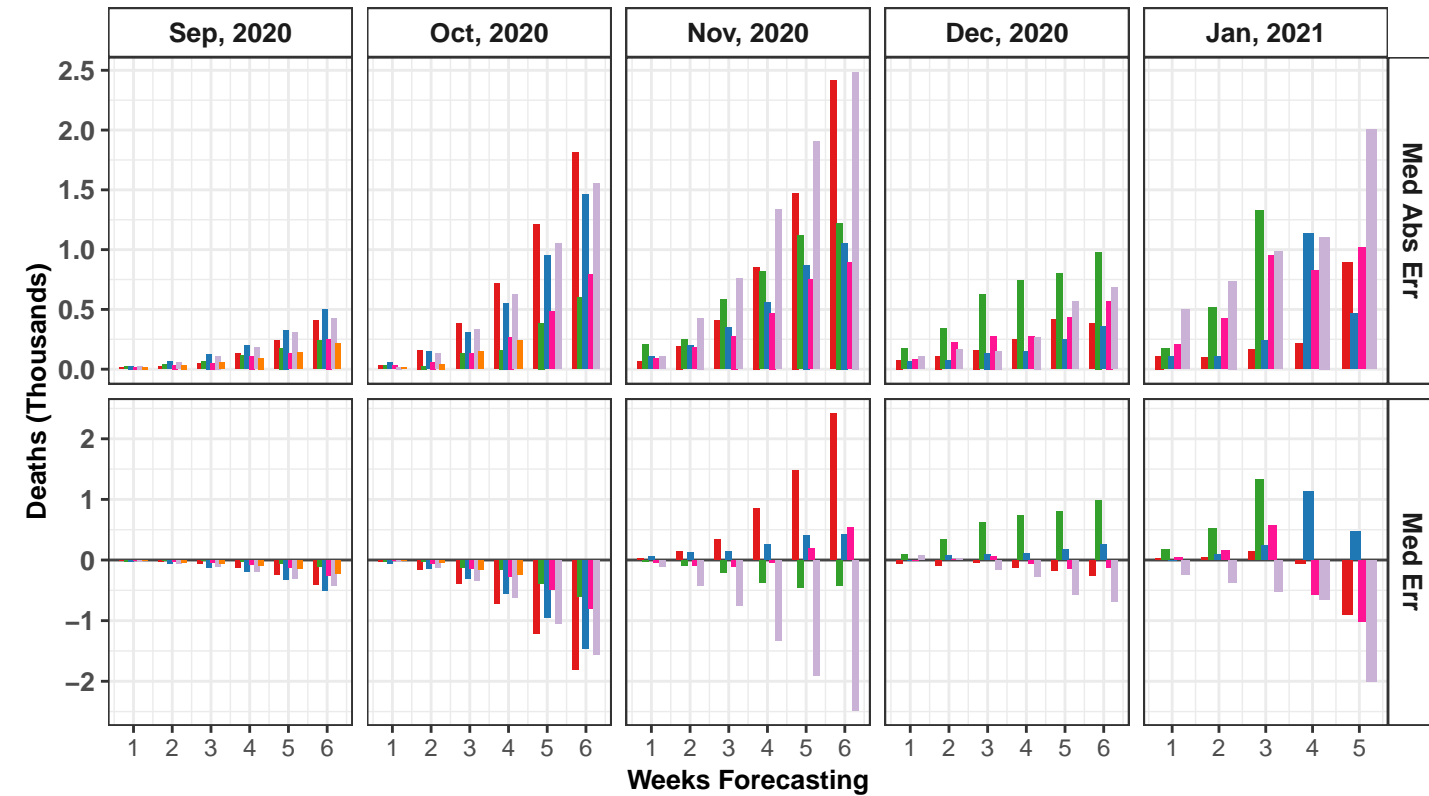 Sep, 2020 Oct, 2020 Nov, 2020 Dec, 2020 Jan, 2021
2.5
2.0
1.5
1.0
0.5
0.0
Med Abs Err
Deaths (Thousands)
2
1
0
−1
−2
Med Err
1 2 3 4 5 6 1 2 3 4 5 6 1 2 3 4 5 6 1 2 3 4 5 6 1 2 3 4 5
Weeks Forecasting